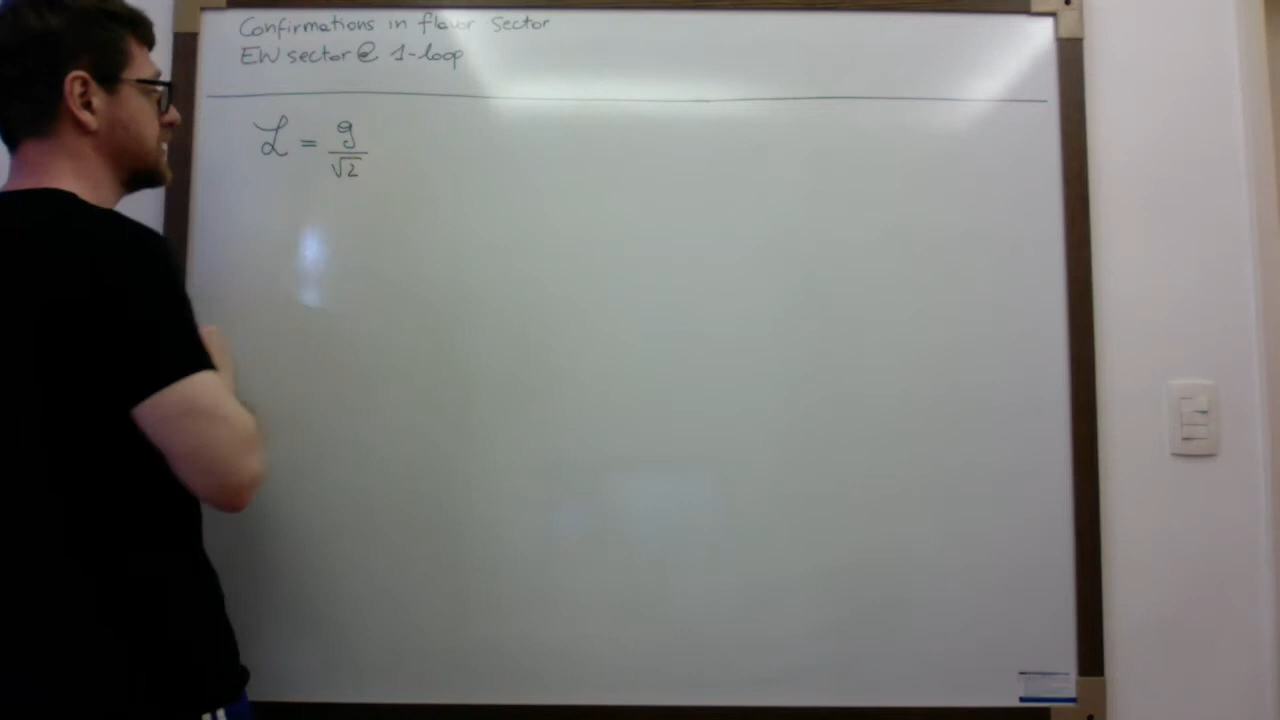 Confirmations in flavor sector
EW sector @ 1-loop
ℒ = g/√2